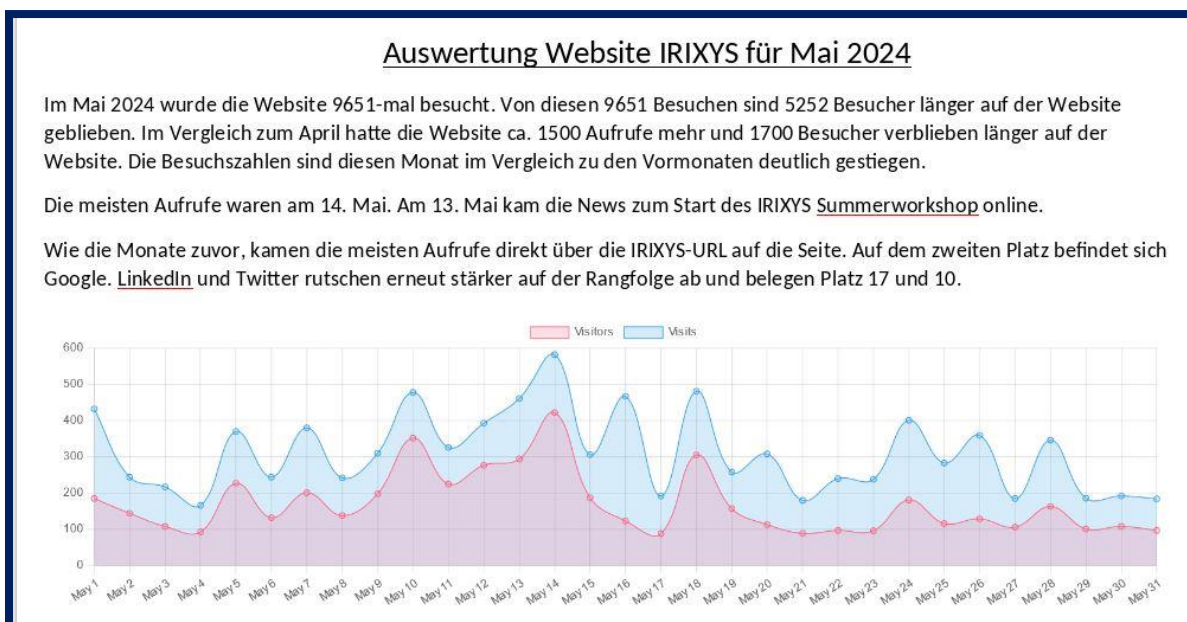 Auswertung Website IRIXYS für Mai 2024
Im Mai 2024 wurde die Website 9651-mal besucht. Von diesen 9651 Besuchen sind 5252 Besucher länger auf der Website
geblieben. Im Vergleich zum April hatte die Website ca. 1500 Aufrufe mehr und 1700 Besucher verblieben länger auf der
Website. Die Besuchszahlen sind diesen Monat im Vergleich zu den Vormonaten deutlich gestiegen.
Die meisten Aufrufe waren am 14. Mai. Am 13. Mai kam die News zum Start des IRIXYS Summerworkshop online.
Wie die Monate zuvor, kamen die meisten Aufrufe direkt über die IRIXYS-URL auf die Seite. Auf dem zweiten Platz befindet sich
Google. LinkedIn und Twitter rutschen erneut stärker auf der Rangfolge ab und belegen Platz 17 und 10.
Visitors Visits
600
500
400
300
200
100
0
May 1 May 2 May 3 May 4 May 5 May 6 May 7 May 8 May 9 May 10 May 11 May 12 May 13 May 14 May 15 May 16 May 17 May 18 May 19 May 20 May 21 May 22 May 23 May 24 May 25 May 26 May 27 May 28 May 29 May 30 May 31